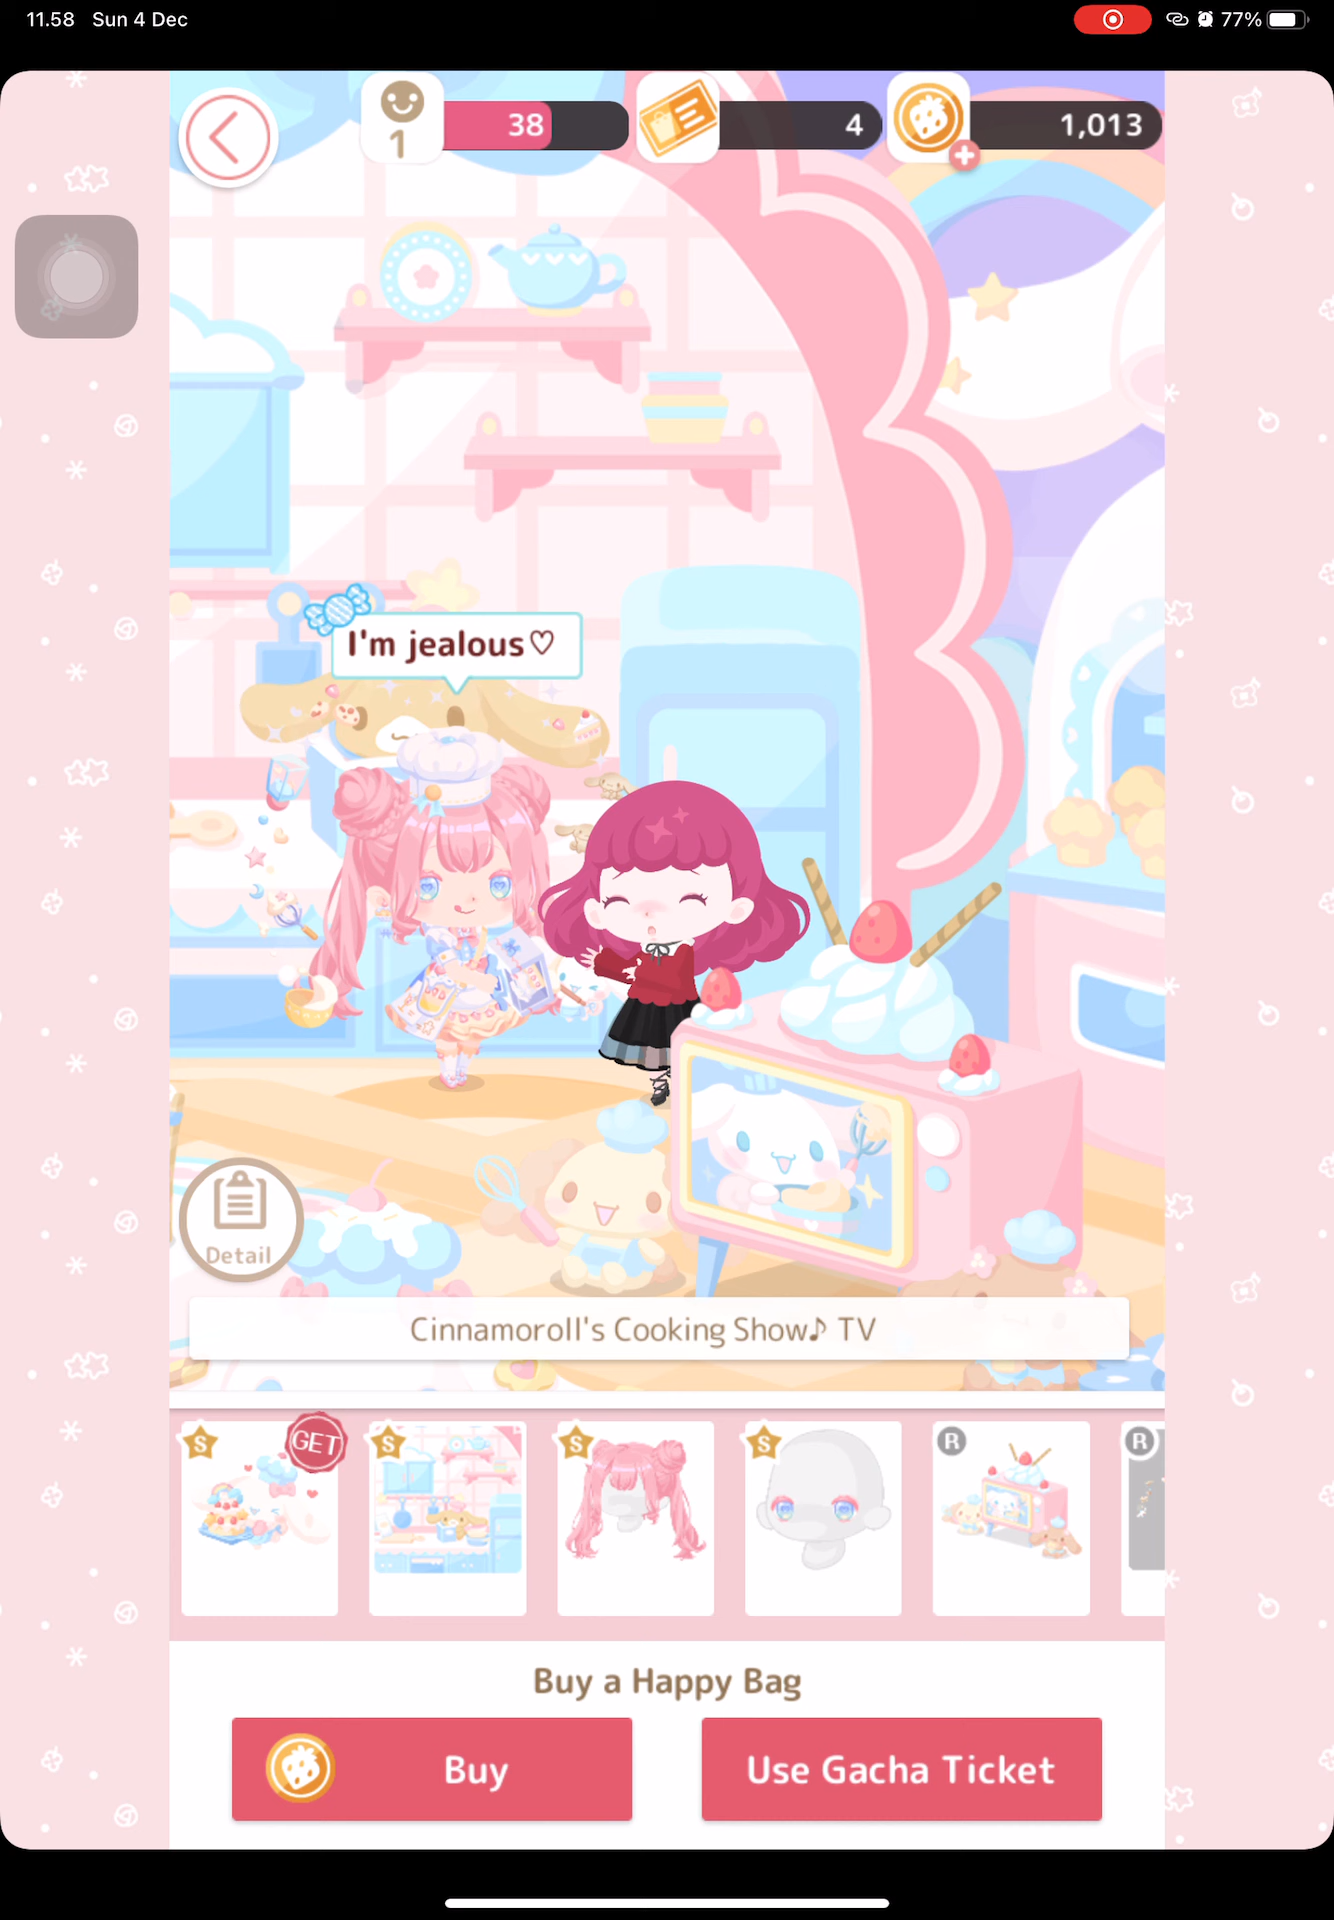 11.58 Sun 4 Dec
77%
1
38
4
1,013
I'm jealous♡
Detail
Cinnamoroll's Cooking Show♪ TV
S
GET
S
S
S
R
R
Buy a Happy Bag
Buy
Use Gacha Ticket